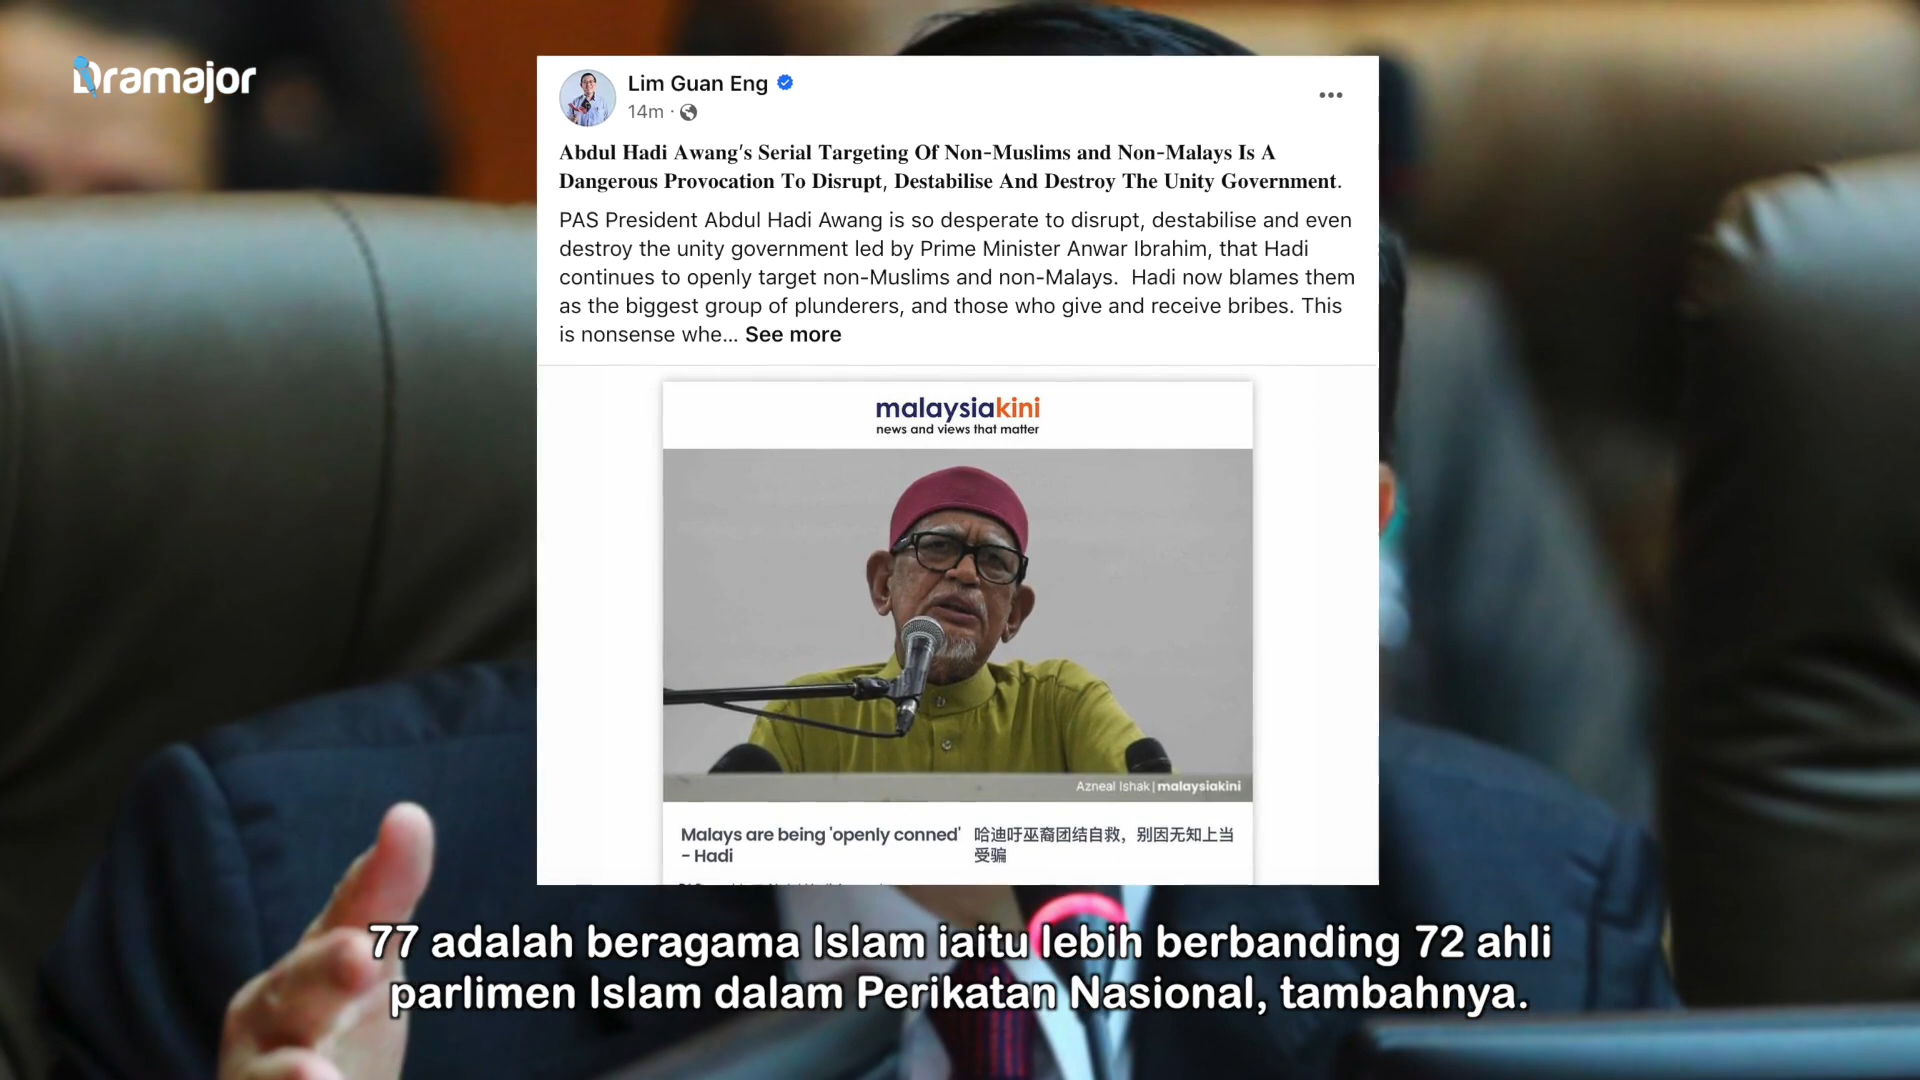 Dramajor
Lim Guan Eng
14m ·
Abdul Hadi Awang's Serial Targeting Of Non-Muslims and Non-Malays Is A
Dangerous Provocation To Disrupt, Destabilise And Destroy The Unity Government.
PAS President Abdul Hadi Awang is so desperate to disrupt, destabilise and even
destroy the unity government led by Prime Minister Anwar Ibrahim, that Hadi
continues to openly target non-Muslims and non-Malays.  Hadi now blames them
as the biggest group of plunderers, and those who give and receive bribes. This
is nonsense whe... See more
malaysiakini
news and views that matter
Azneal Ishak | malaysiakini
Malays are being 'openly conned'
- Hadi
哈迪吁巫裔团结自救，别因无知上当
受骗
77 adalah beragama Islam iaitu lebih berbanding 72 ahli
parlimen Islam dalam Perikatan Nasional, tambahnya.